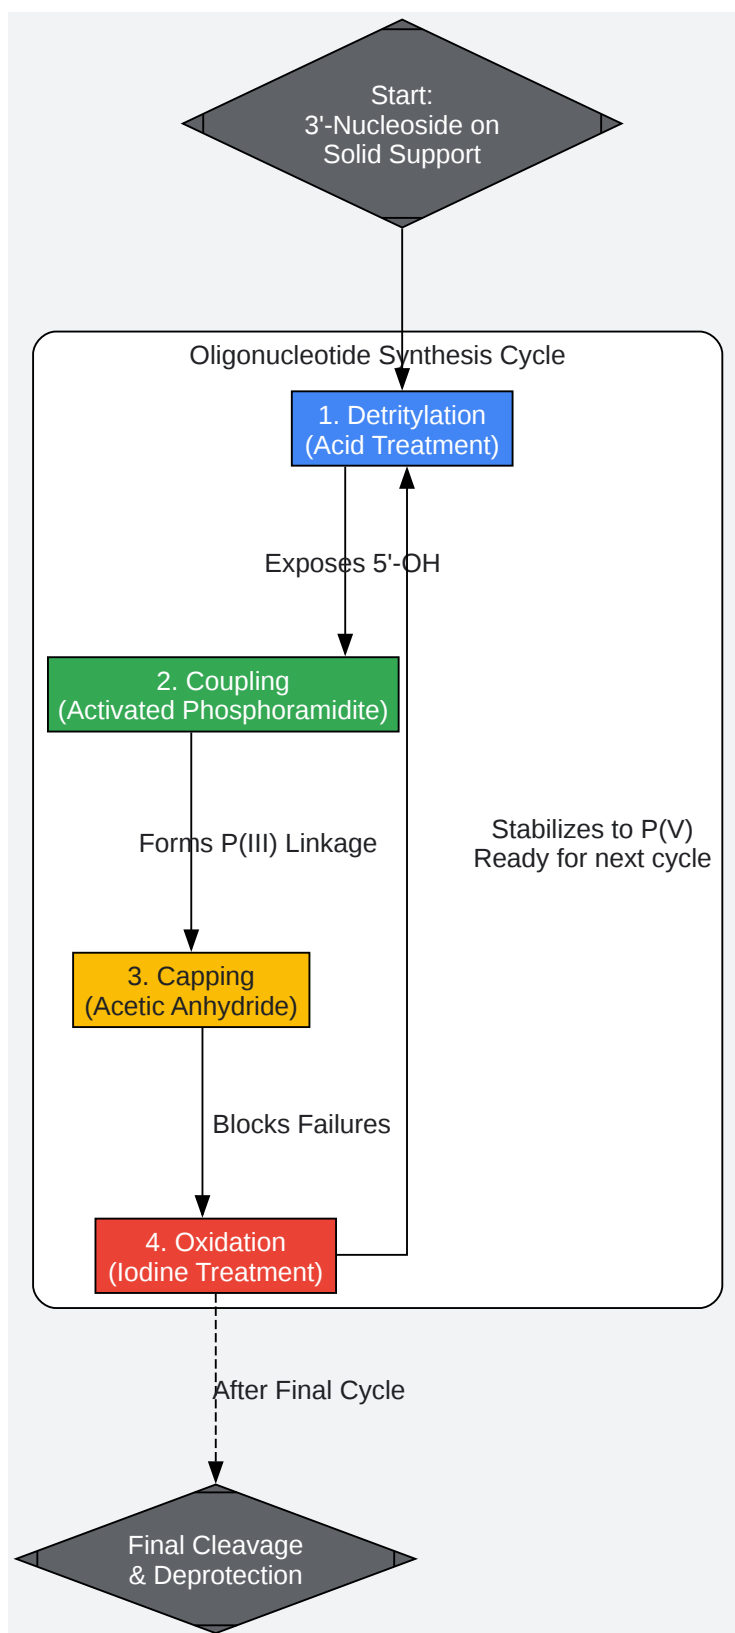 Start:
3'-Nucleoside on
Solid Support
Oligonucleotide Synthesis Cycle
1. Detritylation
(Acid Treatment)
Exposes 5'-OH
2. Coupling
(Activated Phosphoramidite)
Forms P(III) Linkage
Stabilizes to P(V)
Ready for next cycle
3. Capping
(Acetic Anhydride)
Blocks Failures
4. Oxidation
(Iodine Treatment)
After Final Cycle
Final Cleavage
& Deprotection